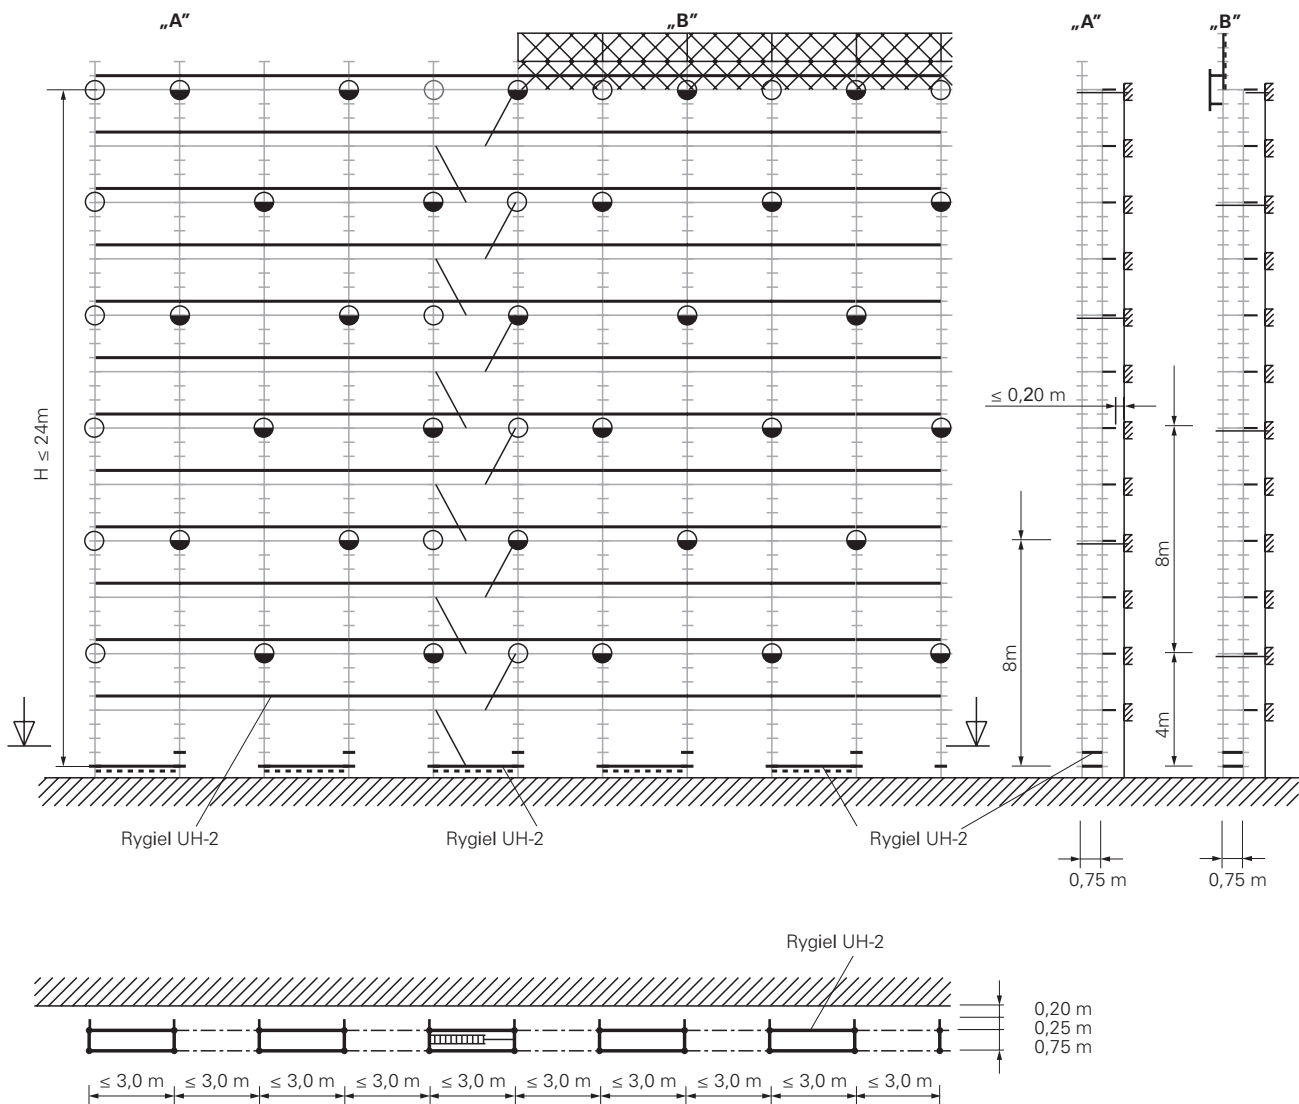 „A”
„B”
„A”
„B”
H ≤ 24m
≤ 0,20 m
8m
8m
4m
Rygiel UH-2
Rygiel UH-2
Rygiel UH-2
0,75 m
0,75 m
Rygiel UH-2
0,20 m
0,25 m
0,75 m
≤ 3,0 m
≤ 3,0 m
≤ 3,0 m
≤ 3,0 m
≤ 3,0 m
≤ 3,0 m
≤ 3,0 m
≤ 3,0 m
≤ 3,0 m
≤ 3,0 m